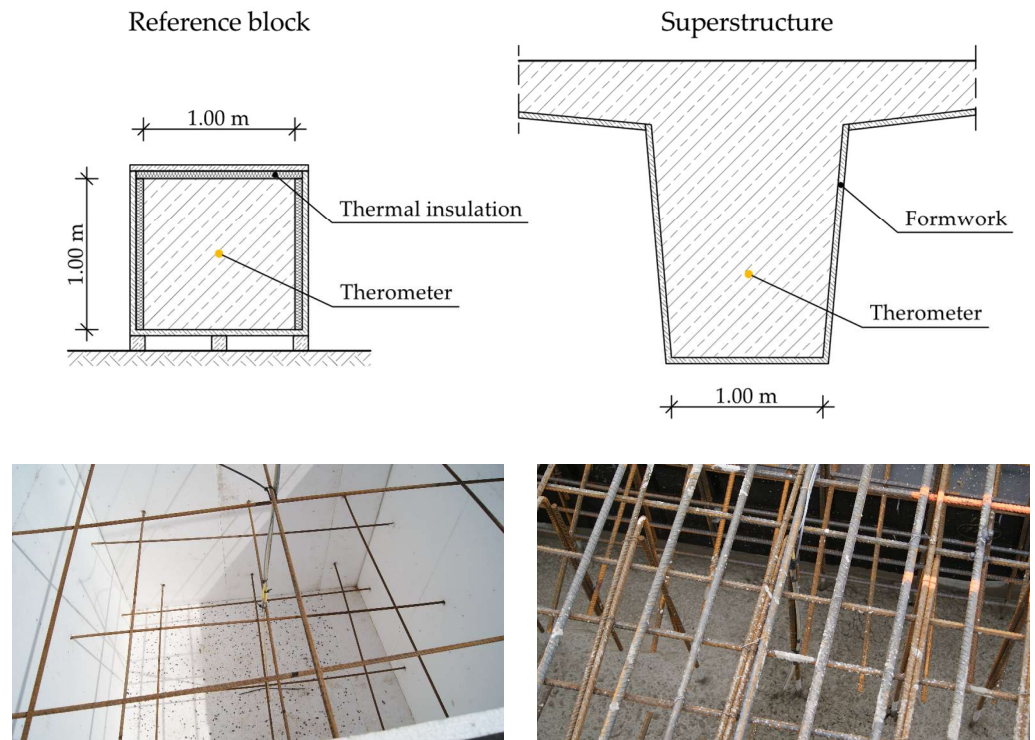 Reference block
Superstructure
1.00 m
1.00 m
Thermal insulation
Therometer
Formwork
Therometer
1.00 m